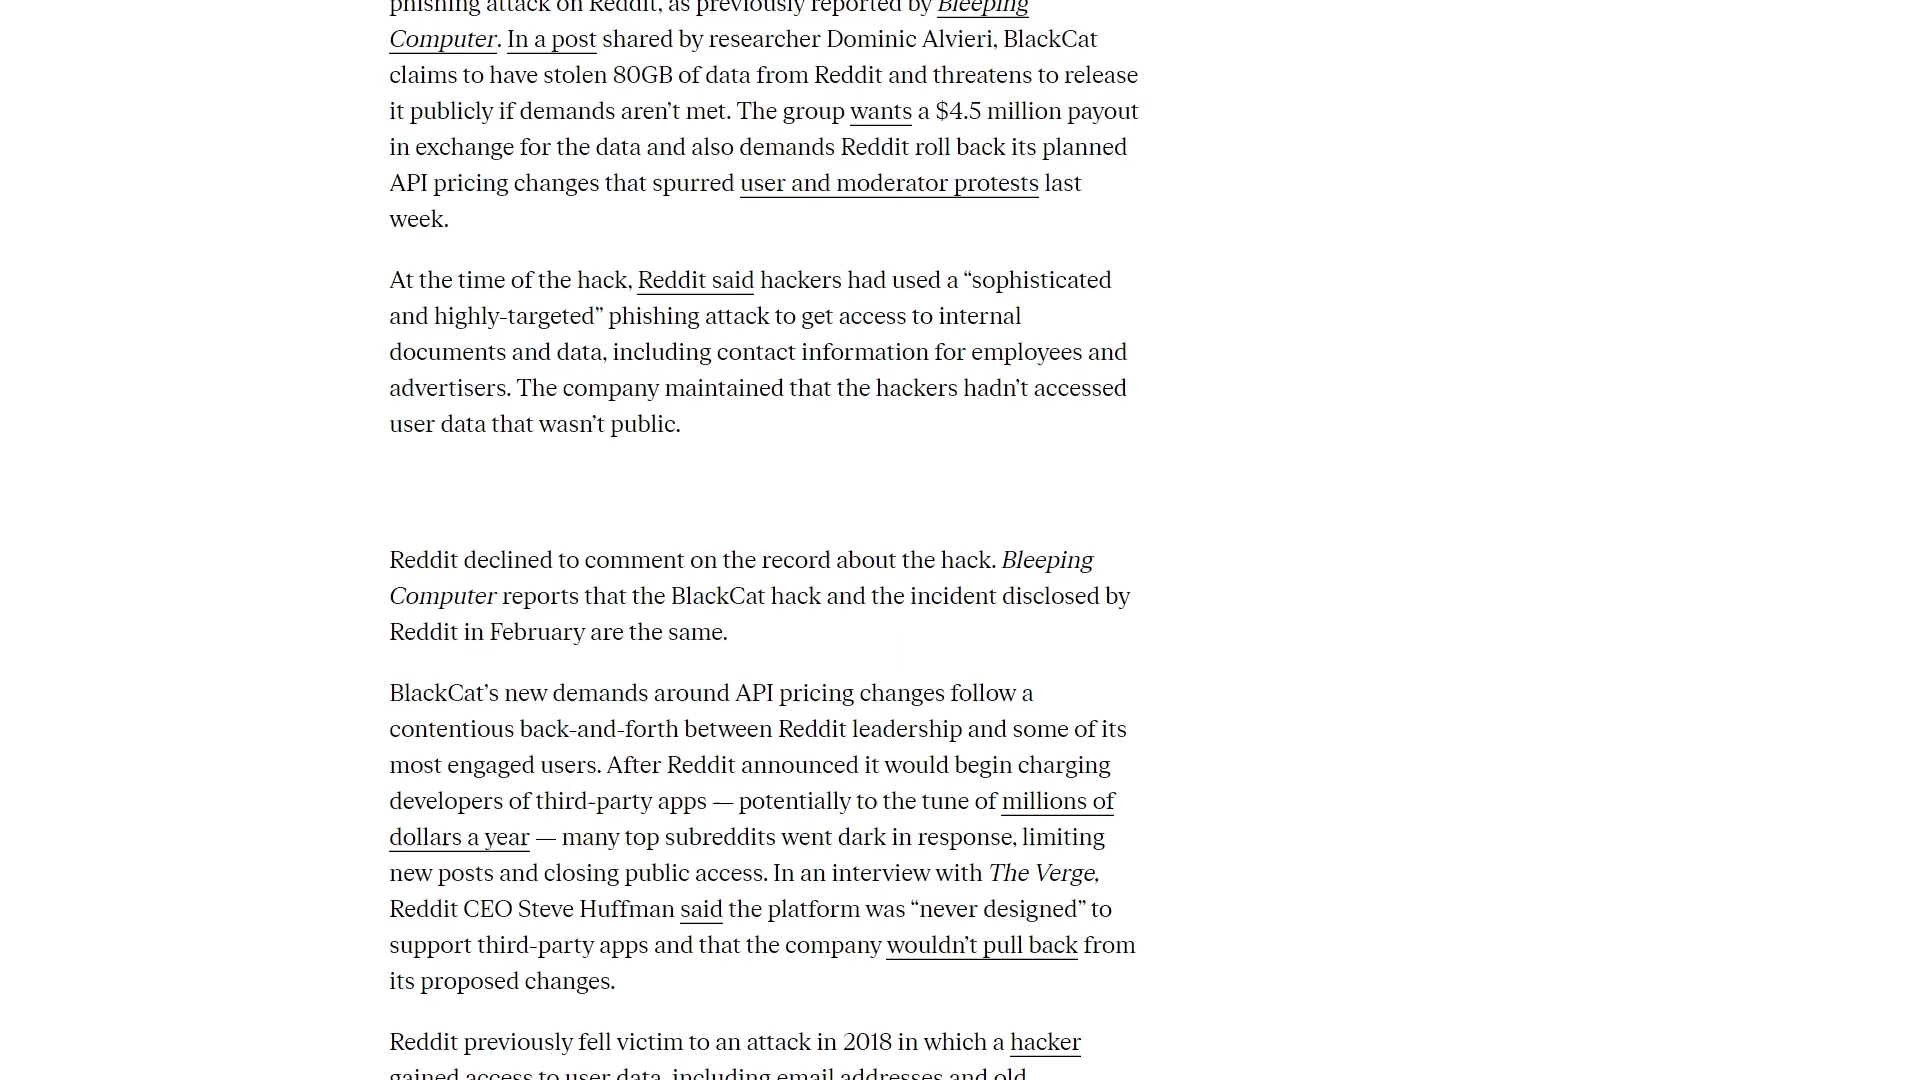 phishing attack on Reddit, as previously reported by Bleeping
Computer. In a post shared by researcher Dominic Alvieri, BlackCat
claims to have stolen 80GB of data from Reddit and threatens to release
it publicly if demands aren’t met. The group wants a $4.5 million payout
in exchange for the data and also demands Reddit roll back its planned
API pricing changes that spurred user and moderator protests last
week.
At the time of the hack, Reddit said hackers had used a “sophisticated
and highly-targeted” phishing attack to get access to internal
documents and data, including contact information for employees and
advertisers. The company maintained that the hackers hadn’t accessed
user data that wasn’t public.
Reddit declined to comment on the record about the hack. Bleeping
Computer reports that the BlackCat hack and the incident disclosed by
Reddit in February are the same.
BlackCat’s new demands around API pricing changes follow a
contentious back-and-forth between Reddit leadership and some of its
most engaged users. After Reddit announced it would begin charging
developers of third-party apps — potentially to the tune of millions of
dollars a year — many top subreddits went dark in response, limiting
new posts and closing public access. In an interview with The Verge,
Reddit CEO Steve Huffman said the platform was “never designed” to
support third-party apps and that the company wouldn’t pull back from
its proposed changes.
Reddit previously fell victim to an attack in 2018 in which a hacker
gained access to user data, including email addresses and old